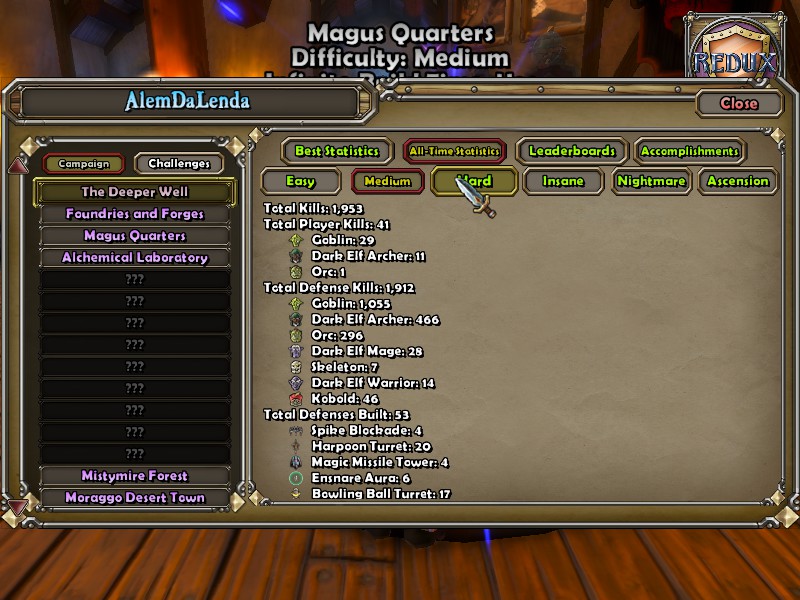 Magus Quarters
Difficulty: Medium
REDUX
AlemDaLenda
Close
Campaign
Challenges
The Deeper Well
Foundries and Forges
Magus Quarters
Alchemical Laboratory
???
???
???
???
???
???
???
???
???
Mistymire Forest
Moraggo Desert Town
Best Statistics
All-Time Statistics
Leaderboards
Accomplishments
Easy
Medium
Hard
Insane
Nightmare
Ascension
Total Kills: 1,953
Total Player Kills: 41
Goblin: 29
Dark Elf Archer: 11
Orc: 1
Total Defense Kills: 1,912
Goblin: 1,055
Dark Elf Archer: 466
Orc: 296
Dark Elf Mage: 28
Skeleton: 7
Dark Elf Warrior: 14
Kobold: 46
Total Defenses Built: 53
Spike Blockade: 4
Harpoon Turret: 20
Magic Missile Tower: 4
Ensnare Aura: 6
Bowling Ball Turret: 17